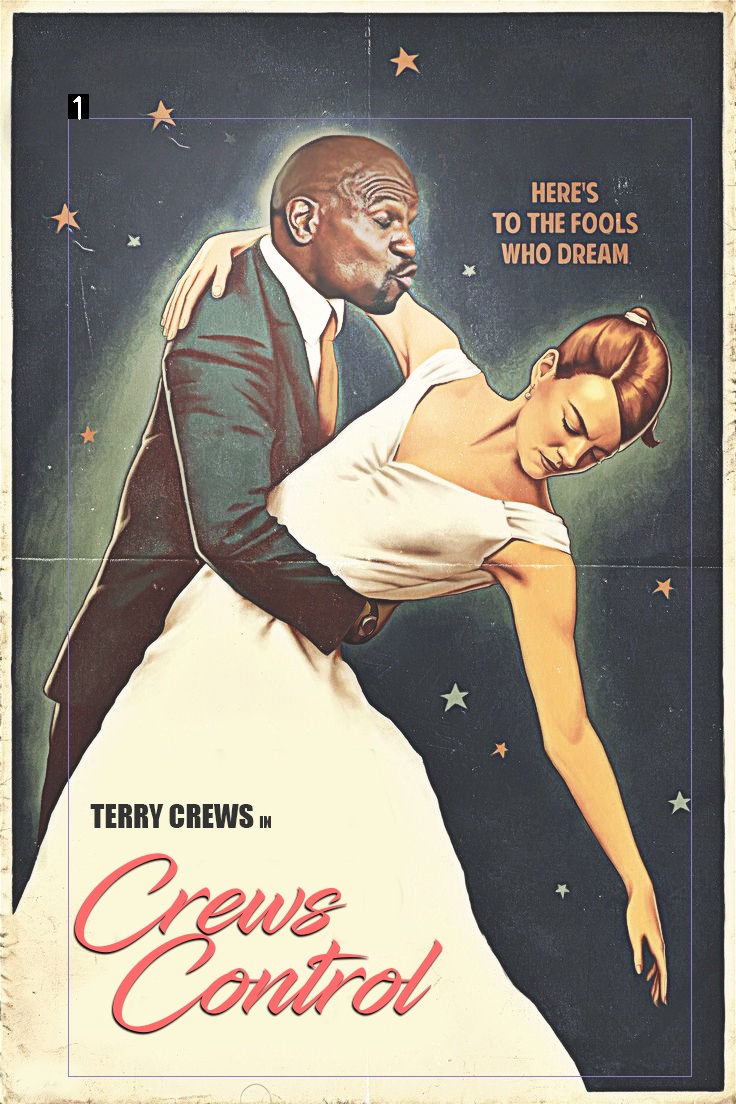 1
HERE'S
TO THE FOOLS
WHO DREAM
TERRY CREWS IN
Crews
Control